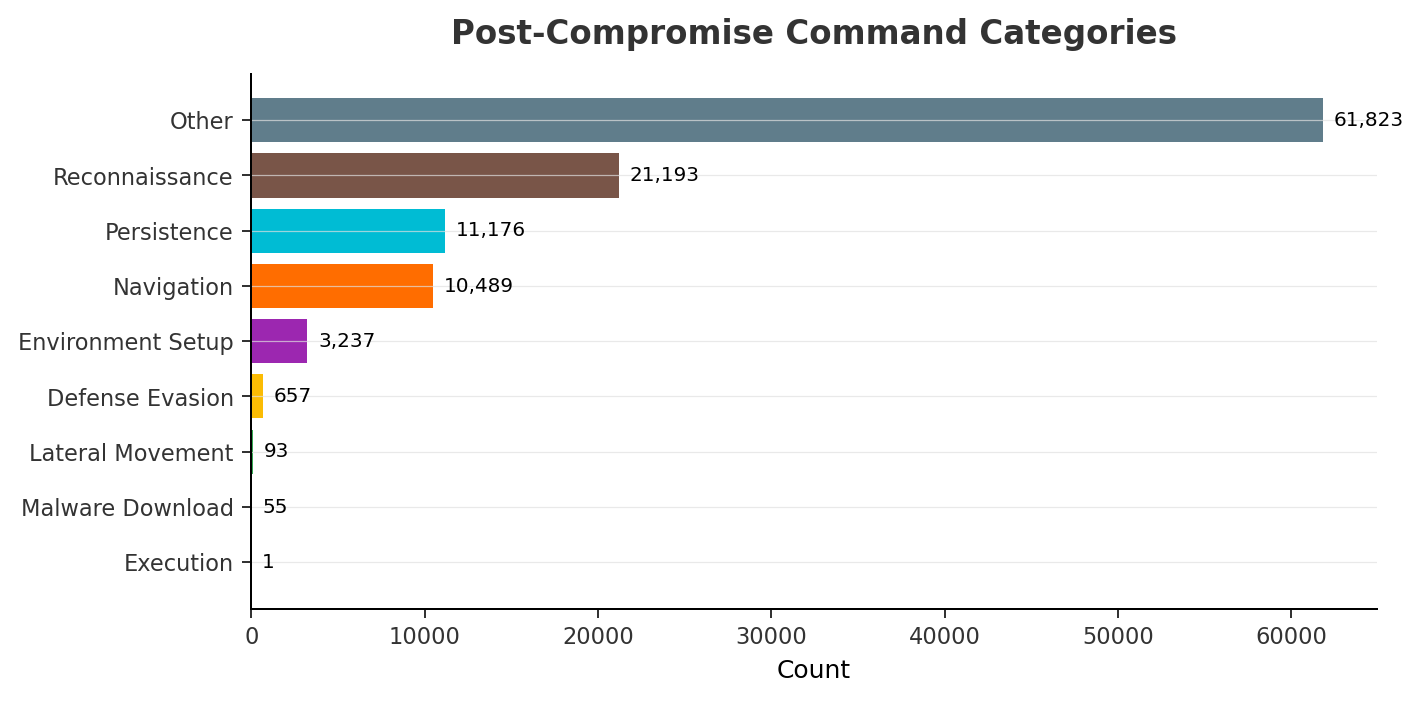 Post-Compromise Command Categories
Other 61,823
Reconnaissance 21,193
Persistence 11,176
Navigation 10,489
Environment Setup 3,237
Defense Evasion 657
Lateral Movement 93
Malware Download 55
Execution 1
0 10000 20000 30000 40000 50000 60000
Count